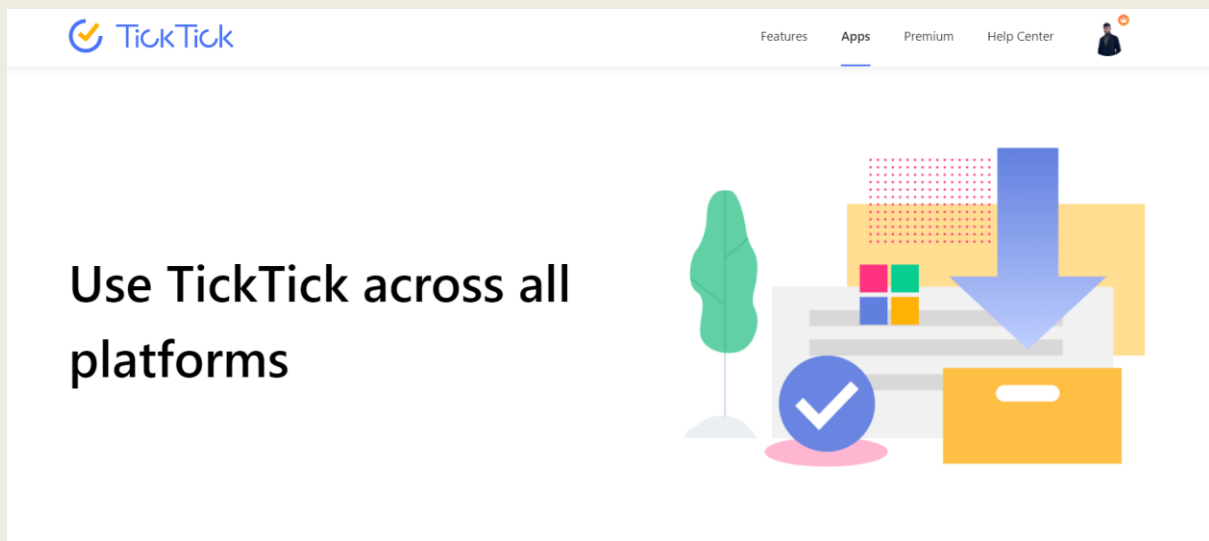 TickTick
Features Apps Premium Help Center
Use TickTick across all
platforms